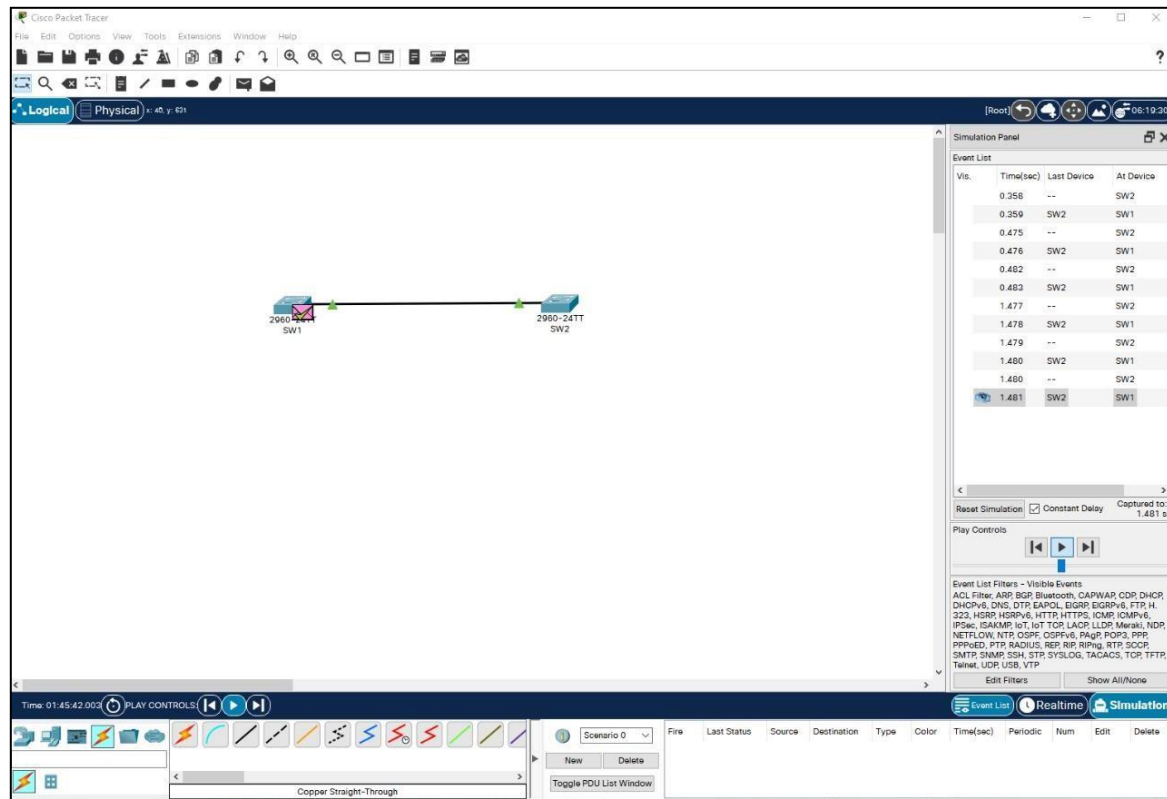 Cisco Packet Tracer
File Edit Options View Tools Extensions Window Help
?
Logical Physical x: 40, y: 631 [Root] 06:19:30
Simulation Panel
Event List
Vis. Time(sec) Last Device At Device
0.358 -- SW2
0.359 SW2 SW1
0.475 -- SW2
0.476 SW2 SW1
0.482 -- SW2
0.483 SW2 SW1
1.477 -- SW2
1.478 SW2 SW1
1.479 -- SW2
1.480 SW2 SW1
1.480 -- SW2
1.481 SW2 SW1
2960-24TT
SW1
2960-24TT
SW2
Reset Simulation Constant Delay Captured to:
1.481 s
Play Controls
Event List Filters - Visible Events
ACL Filter, ARP, BGP, Bluetooth, CAPWAP, CDP, DHCP,
DHCPv6, DNS, DTP, EAPOL, EIGRP, EIGRPv6, FTP, H.
323, HSRP, HSRPv6, HTTP, HTTPS, ICMP, ICMPv6,
IPSec, ISAKMP, IoT, IoT TCP, LACP, LLDP, Meraki, NDP,
NETFLOW, NTP, OSPF, OSPFv6, PAgP, POP3, PPP,
PPPoED, PTP, RADIUS, REP, RIP, RIPng, RTP, SCCP,
SMTP, SNMP, SSH, STP, SYSLOG, TACACS, TCP, TFTP,
Telnet, UDP, USB, VTP
Edit Filters Show All/None
Time: 01:45:42.003 PLAY CONTROLS: Event List Realtime Simulation
Scenario 0 Fire Last Status Source Destination Type Color Time(sec) Periodic Num Edit Delete
New Delete
Toggle PDU List Window
Copper Straight-Through